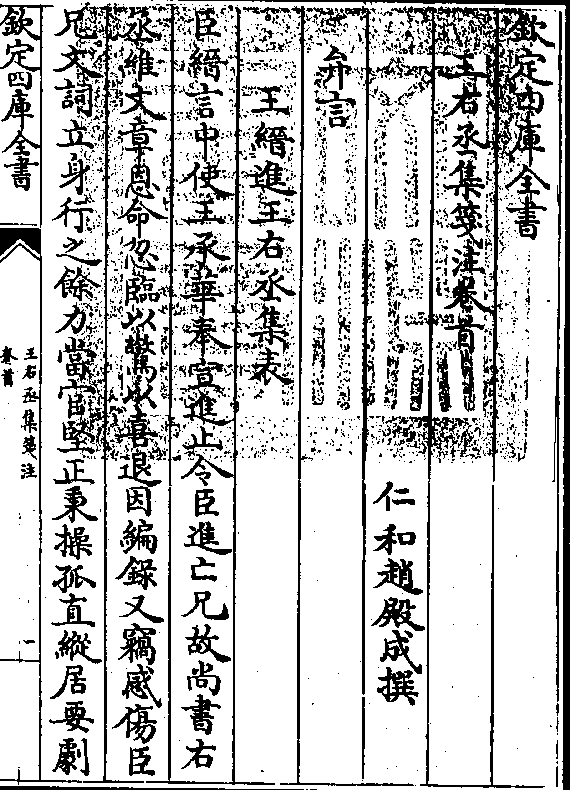 欽定四庫全書
王右丞集箋注卷首
仁和趙殿成撰
弁言
王縉進王右丞集表
臣縉言中使王承華奉宣進止令臣進亡兄故尚書右
丞維文章恩命忽臨以驚以喜退因編錄又竊感傷臣
兄文詞立身行之餘力當官堅正秉操孤直縱居要劇
欽定四庫全書
王右丞集箋注
卷首
一